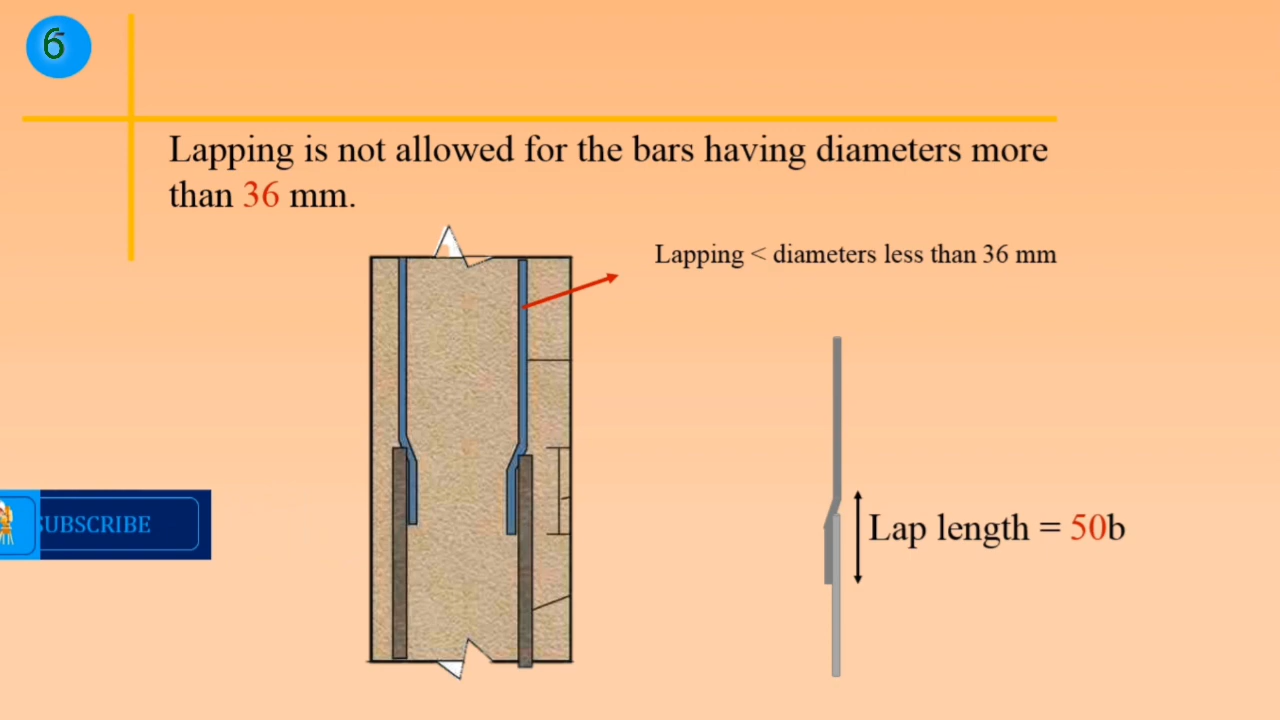 6
Lapping is not allowed for the bars having diameters more
than 36 mm.
Lapping < diameters less than 36 mm
SUBSCRIBE
Lap length = 50b